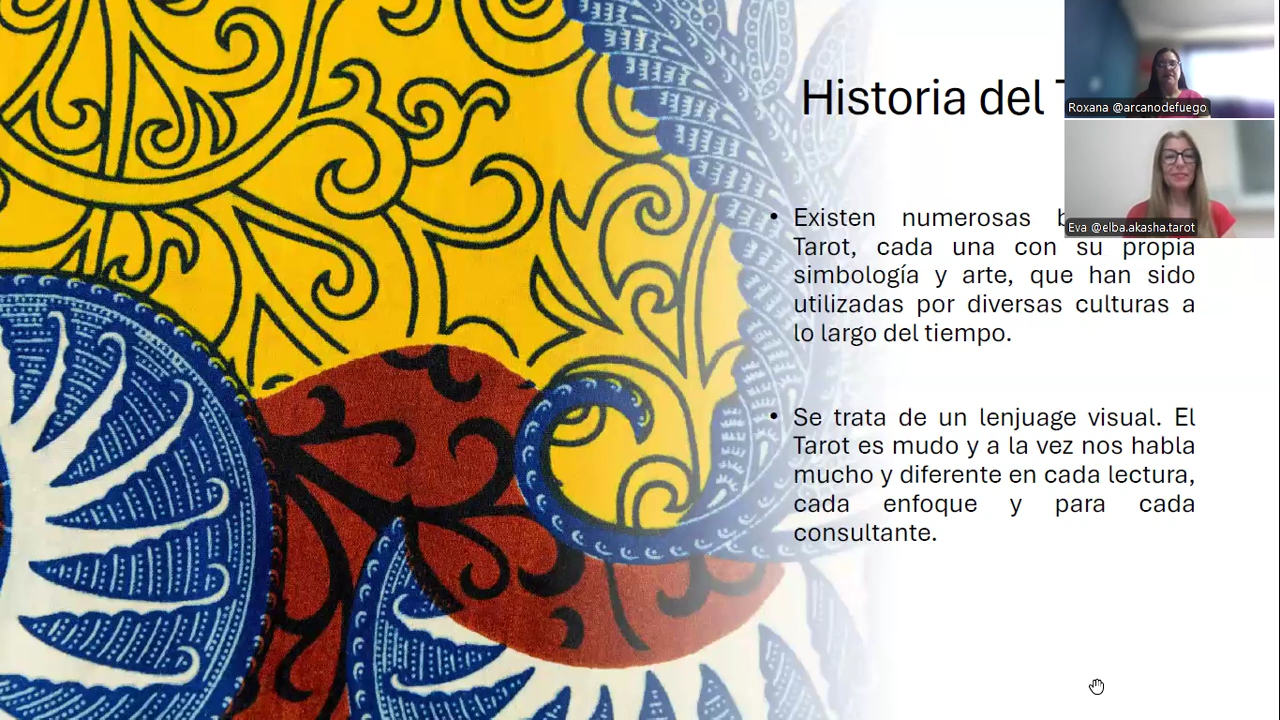 Historia del
Roxana @arcanodefuego
Existen numerosas
Eva @elba.akasha.tarot
Tarot, cada una con su propia
simbología y arte, que han sido
utilizadas por diversas culturas a
lo largo del tiempo.
Se trata de un lenjuage visual. El
Tarot es mudo y a la vez nos habla
mucho y diferente en cada lectura,
cada enfoque y para cada
consultante.